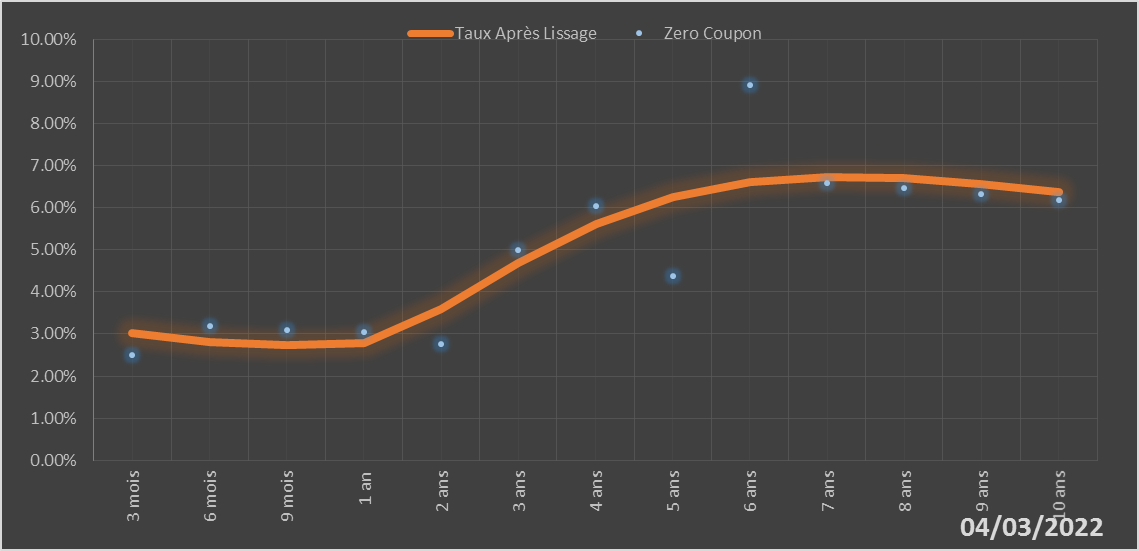 Taux Après Lissage
Zero Coupon
10.00%
9.00%
8.00%
7.00%
6.00%
5.00%
4.00%
3.00%
2.00%
1.00%
0.00%
3 mois
6 mois
9 mois
1 an
2 ans
3 ans
4 ans
5 ans
6 ans
7 ans
8 ans
9 ans
10 ans
04/03/2022